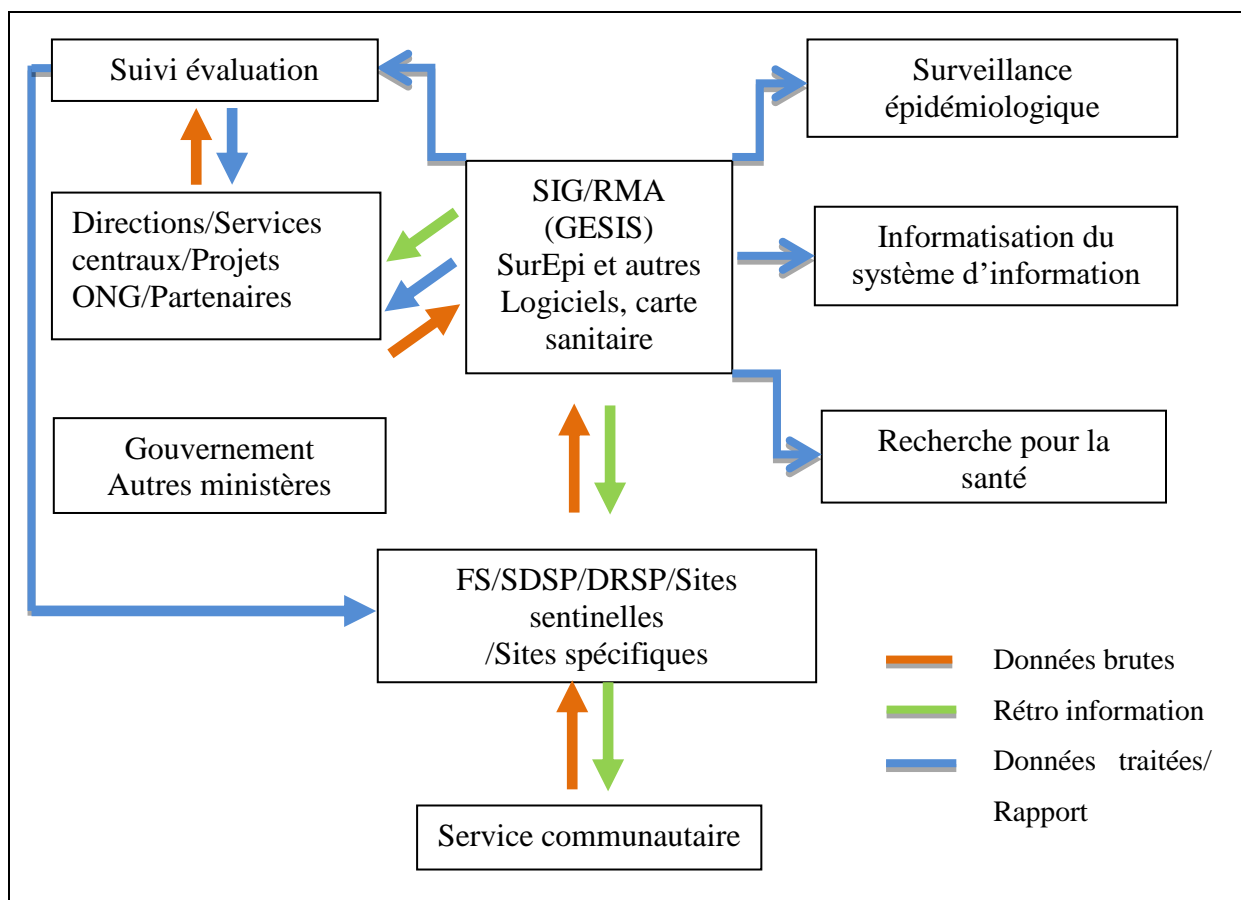 Suivi évaluation
Surveillance
épidémiologique
SIG/RMA
(GESIS)
SurEpi et autres
Logiciels, carte
sanitaire
Directions/Services
centraux/Projets
ONG/Partenaires
Informatisation du
système d’information
Gouvernement
Autres ministères
Recherche pour la
santé
FS/SDSP/DRSP/Sites
sentinelles
/Sites spécifiques
Données brutes
Rétro information
Données traitées/
Rapport
Service communautaire